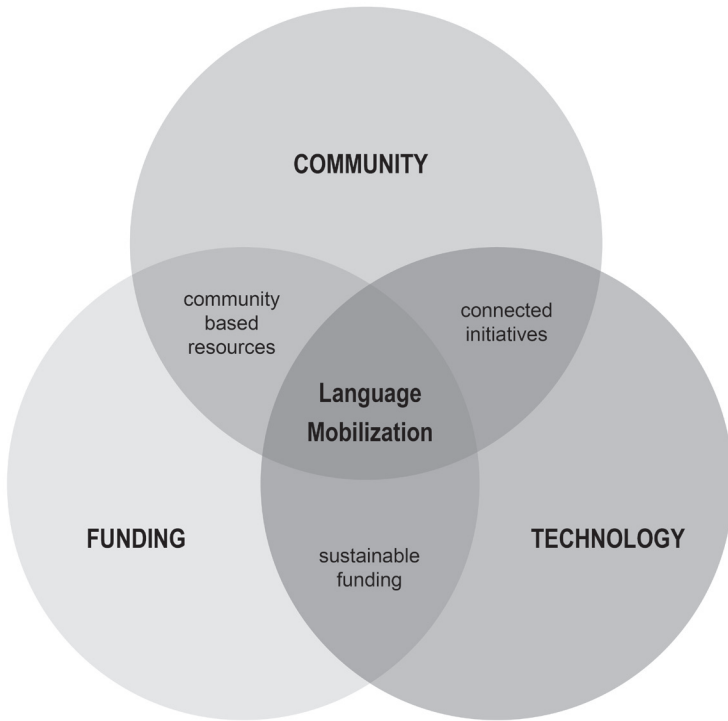 COMMUNITY
community
based
resources
connected
initiatives
Language
Mobilization
FUNDING
TECHNOLOGY
sustainable
funding